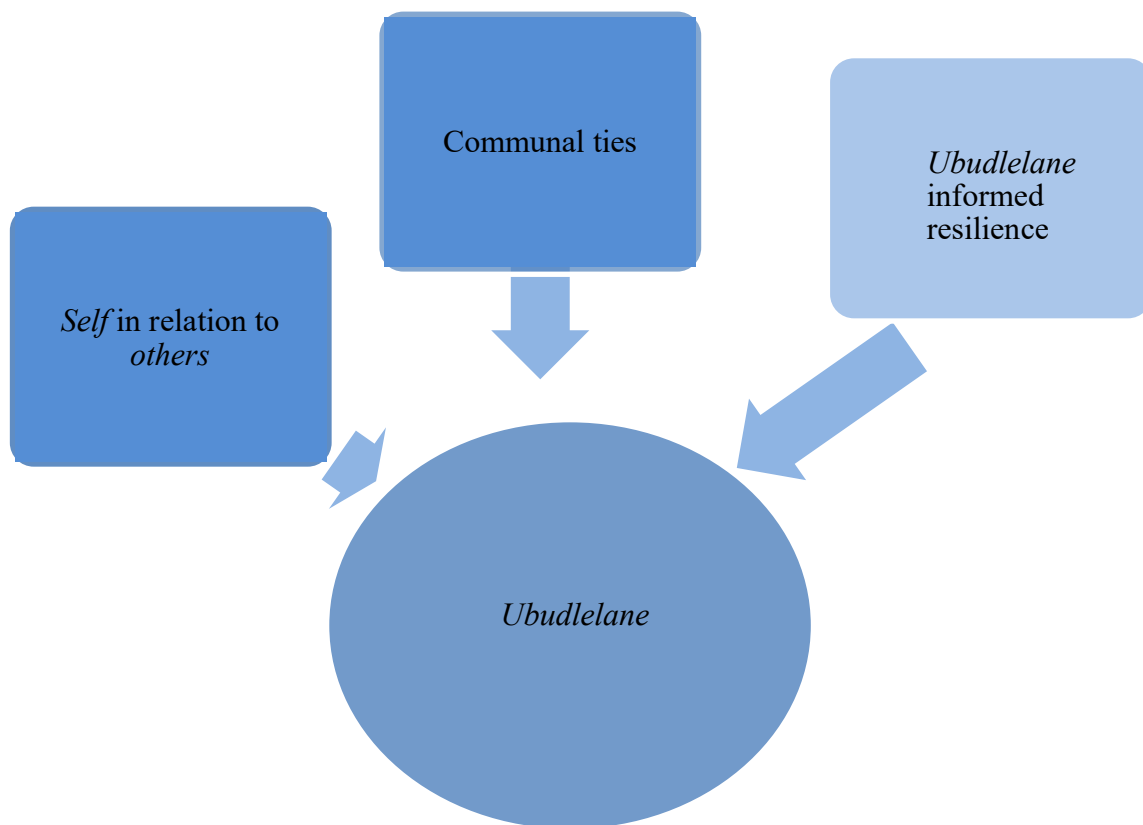 Communal ties
Ubudlelane
informed
resilience
Self in relation to
others
Ubudlelane